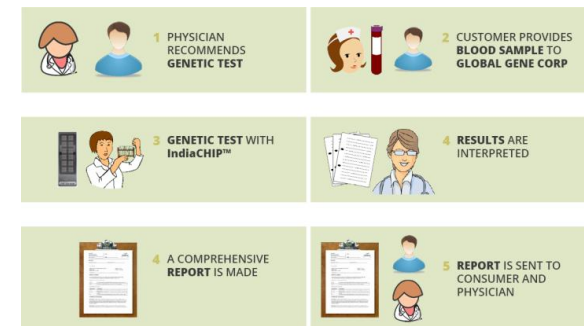 1 PHYSICIAN
RECOMMENDS
GENETIC TEST
2 CUSTOMER PROVIDES
BLOOD SAMPLE TO
GLOBAL GENE CORP
3 GENETIC TEST WITH
IndiaCHIP™
4 RESULTS ARE
INTERPRETED
4 A COMPREHENSIVE
REPORT IS MADE
5 REPORT IS SENT TO
CONSUMER AND
PHYSICIAN